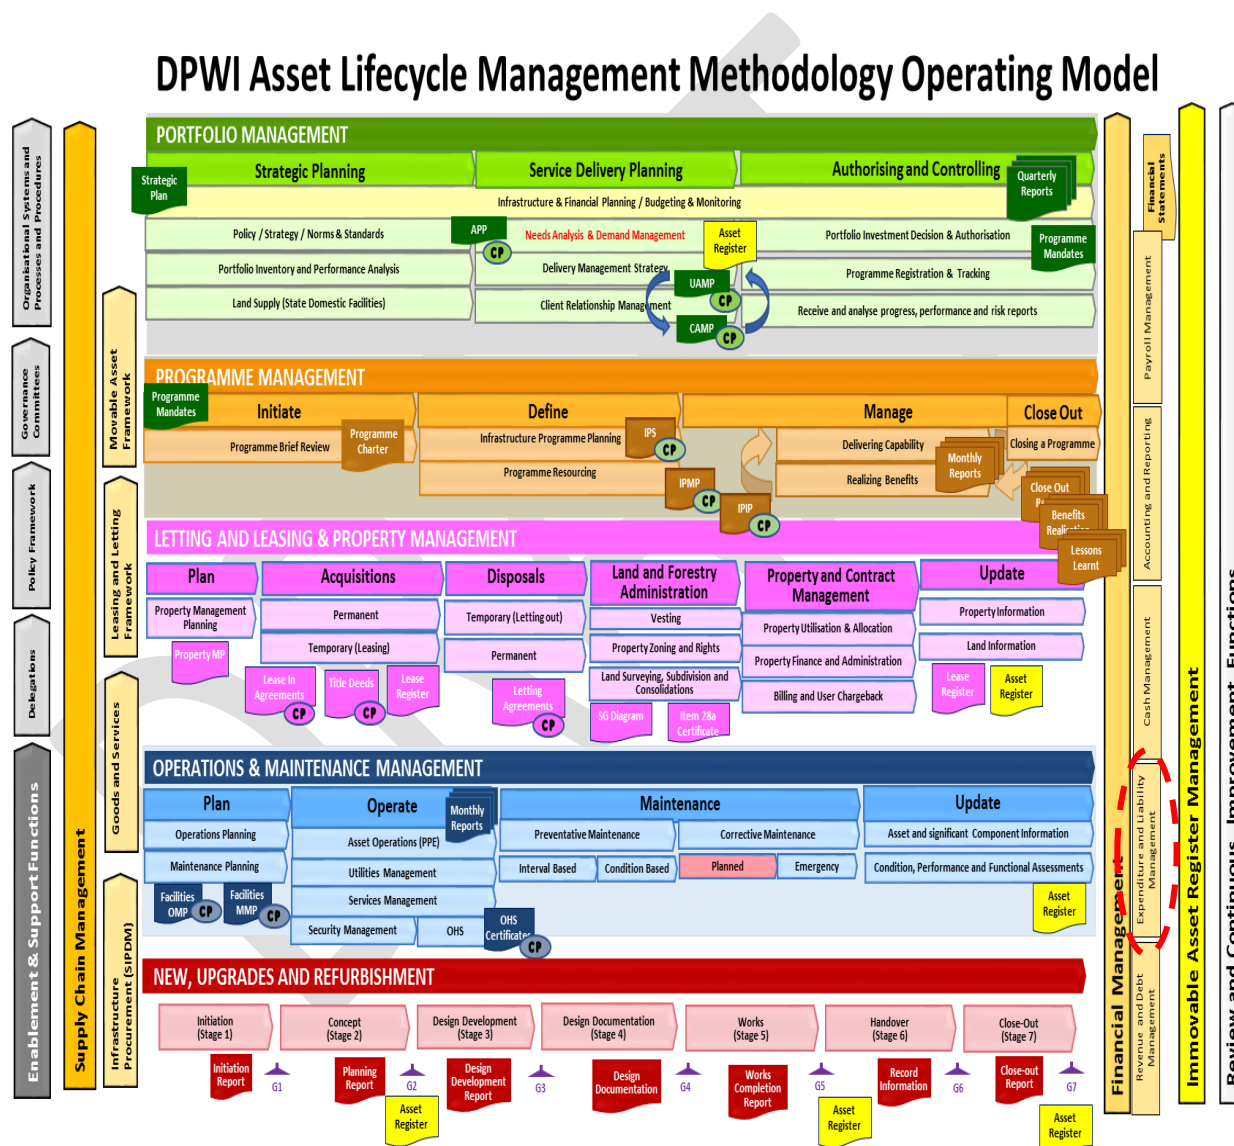 DPWI Asset Lifecycle Management Methodology Operating Model
Organisational Systems and
Processes and Procedures
Governance
Committees
Policy Framework
Delegations
Enablement & Support Functions
Supply Chain Management
Movable Asset
Framework
Leasing and Letting
Framework
Goods and Services
Infrastructure
Procurement (SIPDM)
PORTFOLIO MANAGEMENT
Strategic Planning
Service Delivery Planning
Authorising and Controlling
Strategic
Plan
Quarterly
Reports
Infrastructure & Financial Planning / Budgeting & Monitoring
Policy / Strategy / Norms & Standards
APP
CP
Needs Analysis & Demand Management
Asset
Register
Portfolio Investment Decision & Authorisation
Programme
Mandates
Portfolio Inventory and Performance Analysis
Delivery Management Strategy
UAMP
CP
Programme Registration & Tracking
Land Supply (State Domestic Facilities)
Client Relationship Management
CAMP
CP
Receive and analyse progress, performance and risk reports
PROGRAMME MANAGEMENT
Programme
Mandates
Initiate
Define
Manage
Close Out
Programme Brief Review
Programme
Charter
Infrastructure Programme Planning
IPS
CP
Delivering Capability
Closing a Programme
Programme Resourcing
IPMP
CP
IPIP
CP
Realizing Benefits
Monthly
Reports
Close Out
Benefits
Lessons
Learnt
LETTING AND LEASING & PROPERTY MANAGEMENT
Plan
Acquisitions
Disposals
Land and Forestry
Administration
Property and Contract
Management
Update
Property Management
Planning
Property MP
Permanent
Temporary (Leasing)
Lease In
Agreements
CP
Title Deeds
CP
Lease
Register
Temporary (Letting out)
Permanent
Letting
Agreements
CP
Vesting
Property Zoning and Rights
Land Surveying, Subdivision and
Consolidations
SG Diagram
Item 28a
Certificate
Property Utilisation & Allocation
Property Finance and Administration
Billing and User Chargeback
Property Information
Land Information
Lease
Register
Asset
Register
OPERATIONS & MAINTENANCE MANAGEMENT
Plan
Operate
Monthly
Reports
Maintenance
Update
Operations Planning
Maintenance Planning
Facilities
OMP
CP
Facilities
MMP
CP
Asset Operations (PPE)
Utilities Management
Services Management
Security Management
OHS
OHS
Certificates
CP
Preventative Maintenance
Corrective Maintenance
Interval Based
Condition Based
Planned
Emergency
Asset and significant Component Information
Condition, Performance and Functional Assessments
Asset
Register
NEW, UPGRADES AND REFURBISHMENT
Initiation
(Stage 1)
Concept
(Stage 2)
Design Development
(Stage 3)
Design Documentation
(Stage 4)
Works
(Stage 5)
Handover
(Stage 6)
Close-Out
(Stage 7)
Initiation
Report
G1
Planning
Report
G2
Asset
Register
Design
Development
Report
G3
Design
Documentation
G4
Works
Completion
Report
G5
Asset
Register
Record
Information
G6
Close-out
Report
G7
Asset
Register
Financial Management
Financial
Statements
Payroll Management
Accounting and Reporting
Cash Management
Expenditure and Liability
Management
Revenue and Debt
Management
Immovable Asset Register Management
Review and Continuous Improvement Functions